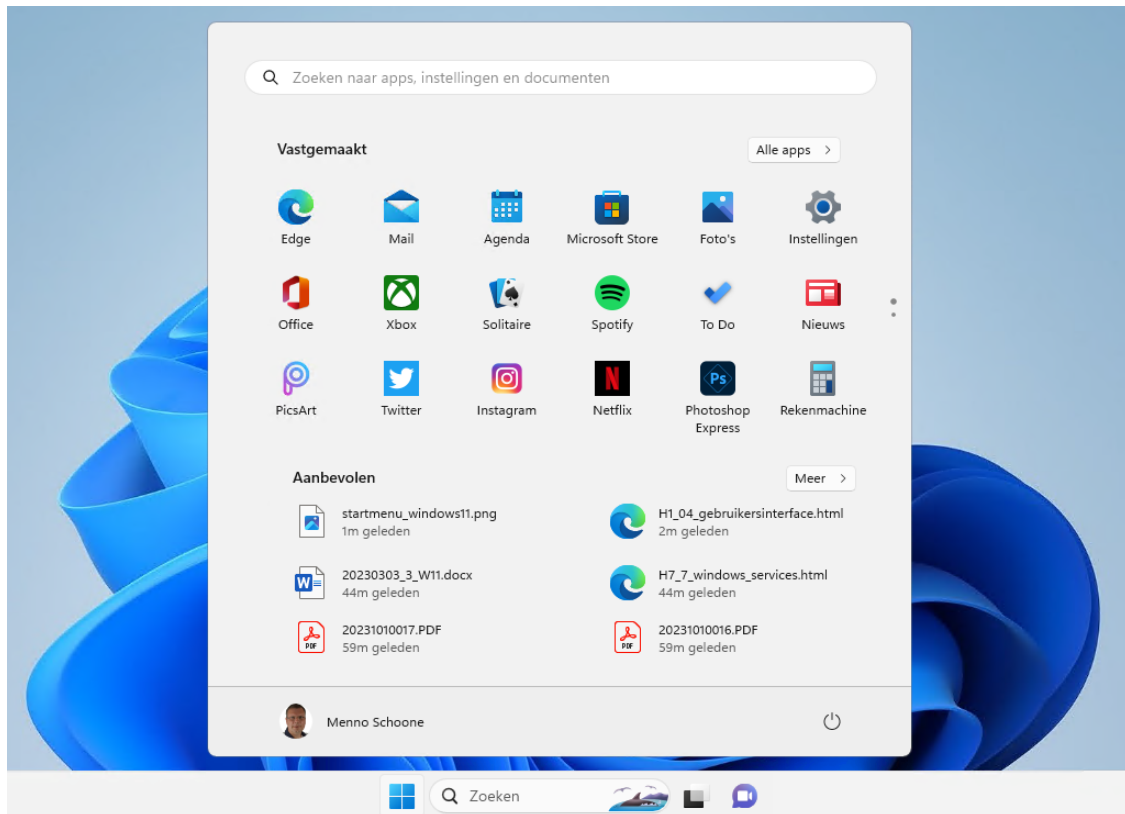 Zoeken naar apps, instellingen en documenten
Vastgemaakt
Alle apps
Edge
Mail
Agenda
Microsoft Store
Foto's
Instellingen
Office
Xbox
Solitaire
Spotify
To Do
Nieuws
PicsArt
Twitter
Instagram
Netflix
Ps
Photoshop
Express
Rekenmachine
Aanbevolen
Meer
startmenu_windows11.png
1m geleden
H1_04_gebruikersinterface.html
2m geleden
W
20230303_3_W11.docx
44m geleden
H7_7_windows_services.html
44m geleden
PDF
20231010017.PDF
59m geleden
PDF
20231010016.PDF
59m geleden
Menno Schoone
Zoeken